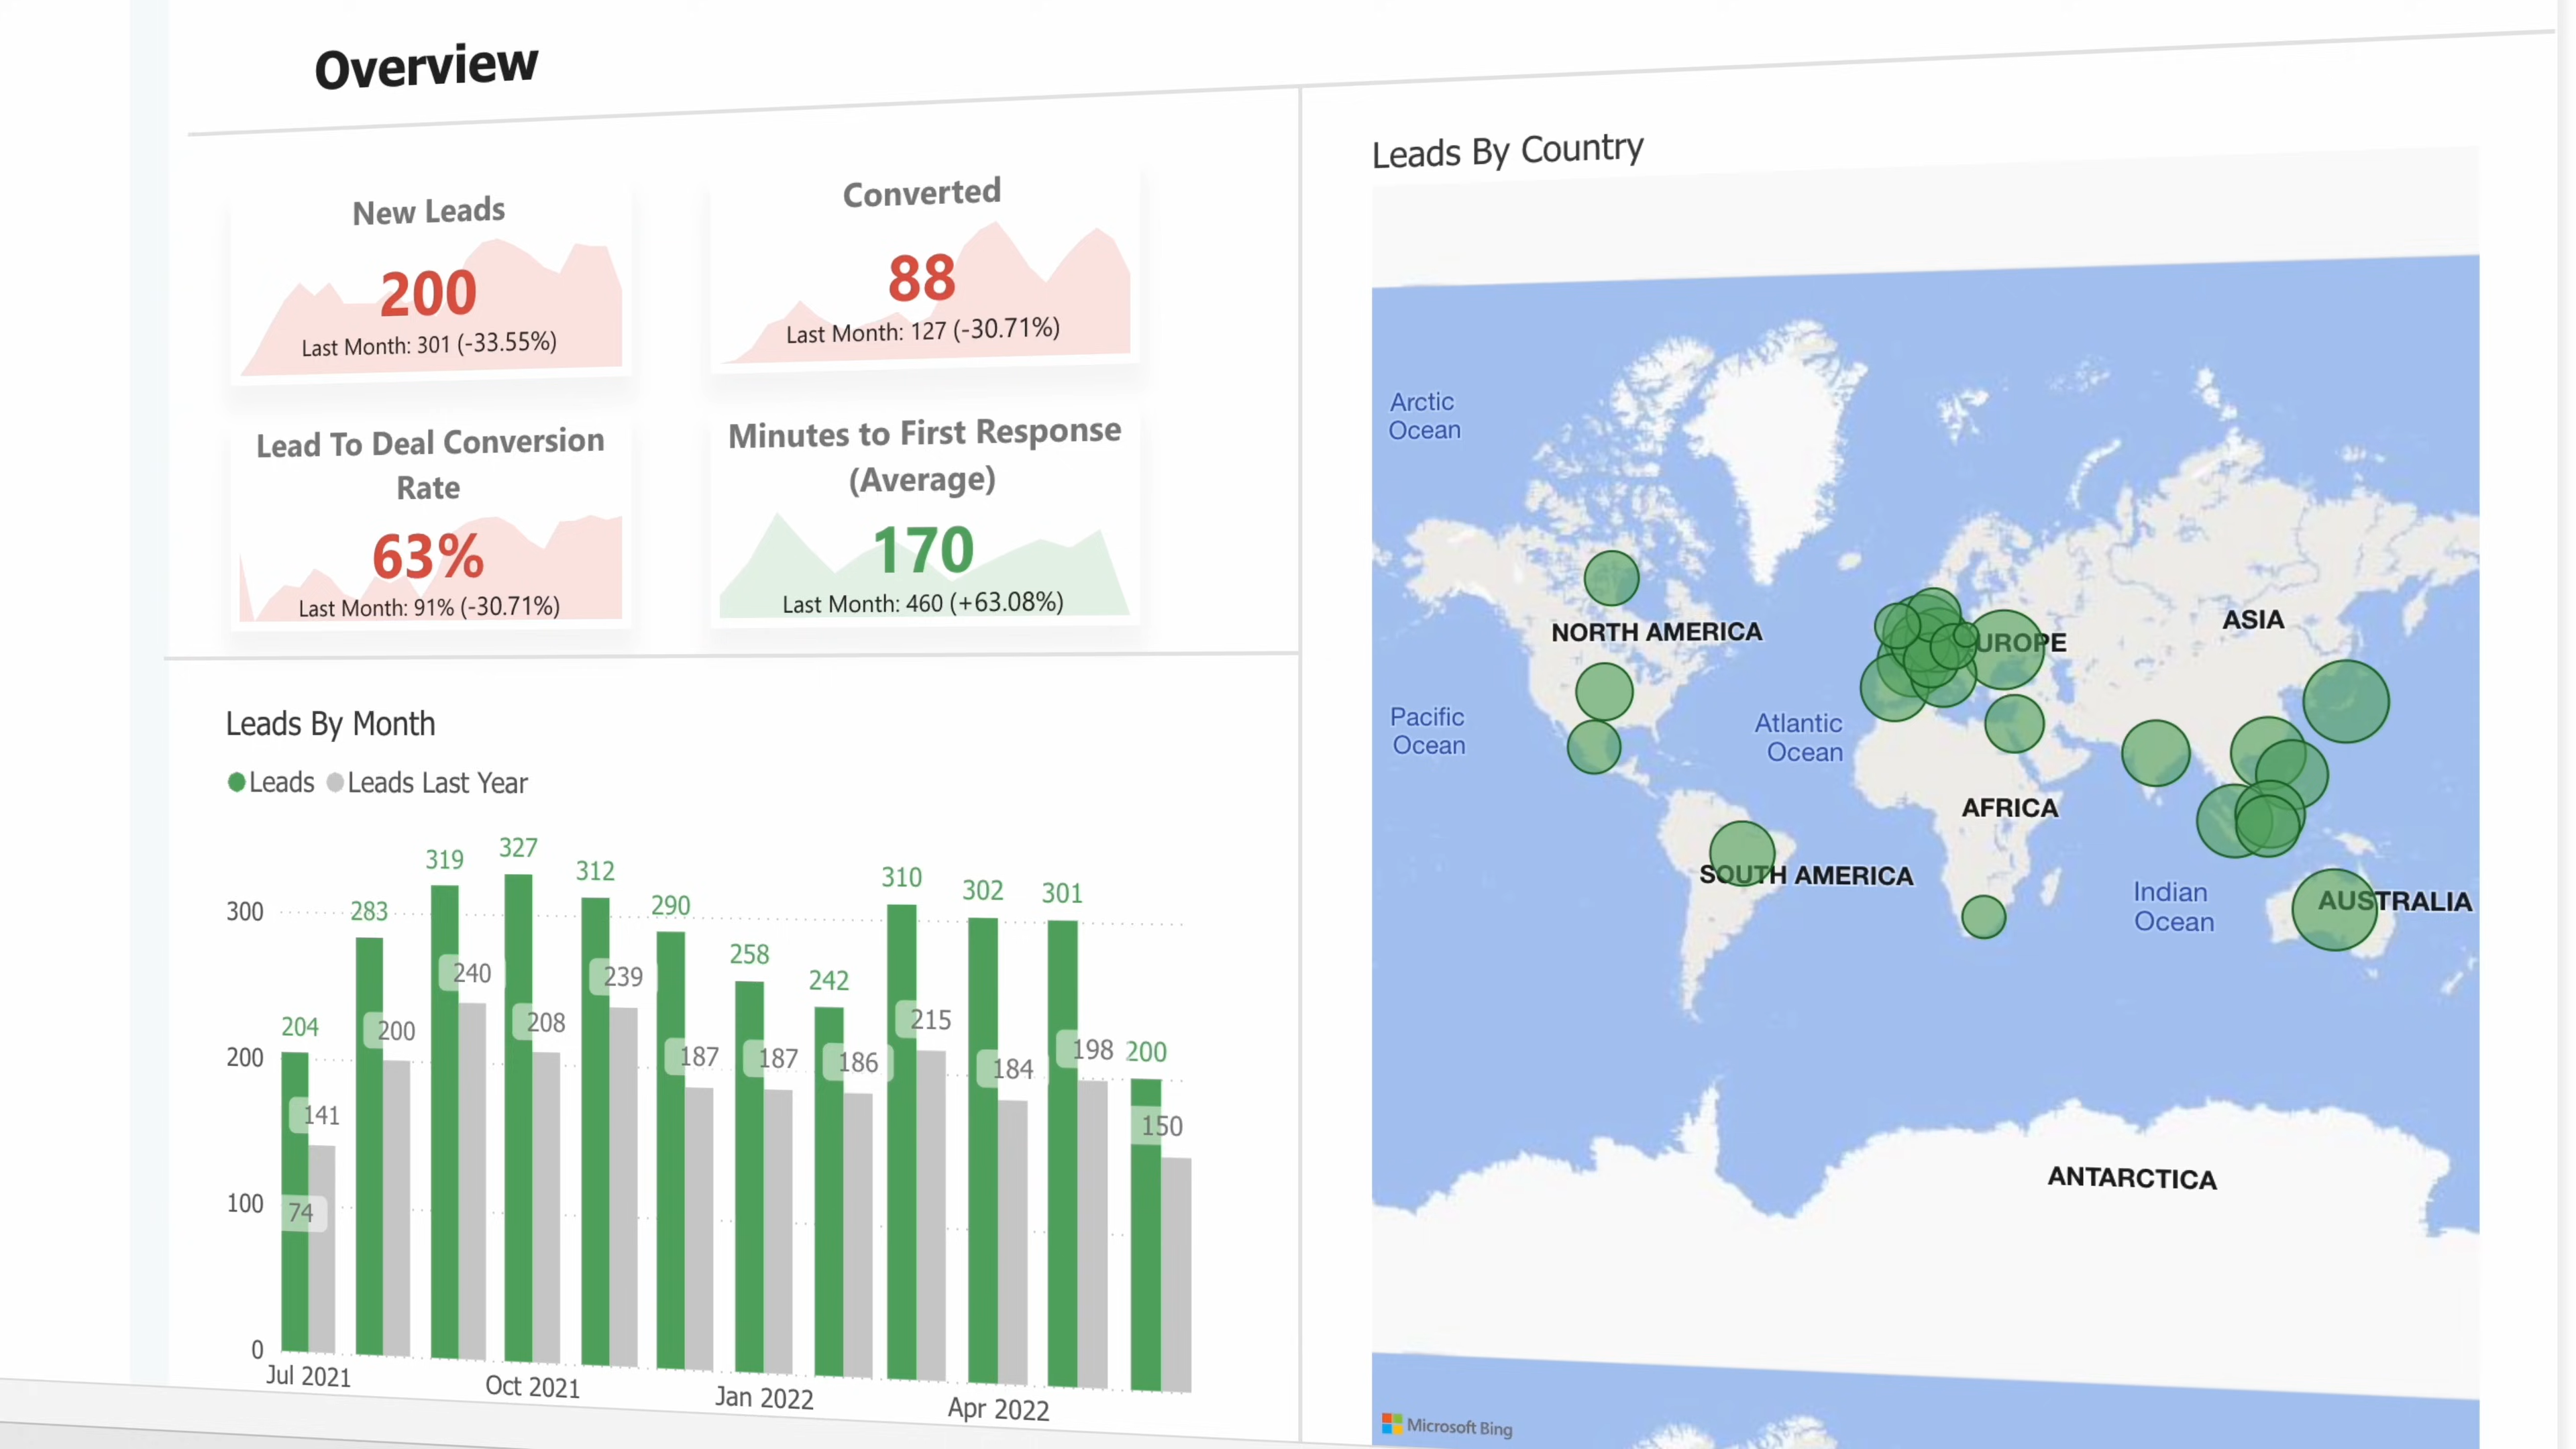 Overview
New Leads
200
Last Month: 301 (-33.55%)
Converted
88
Last Month: 127 (-30.71%)
Lead To Deal Conversion
Rate
63%
Last Month: 91% (-30.71%)
Minutes to First Response
(Average)
170
Last Month: 460 (+63.08%)
Leads By Month
Leads
Leads Last Year
300
200
100
0
204
141
74
283
200
319
240
327
208
312
239
290
187
258
187
242
186
310
215
302
184
301
198
200
150
Jul 2021
Oct 2021
Jan 2022
Apr 2022
Leads By Country
Arctic
Ocean
NORTH AMERICA
UROPE
ASIA
Pacific
Ocean
Atlantic
Ocean
AFRICA
SOUTH AMERICA
Indian
Ocean
AUSTRALIA
ANTARCTICA
Microsoft Bing